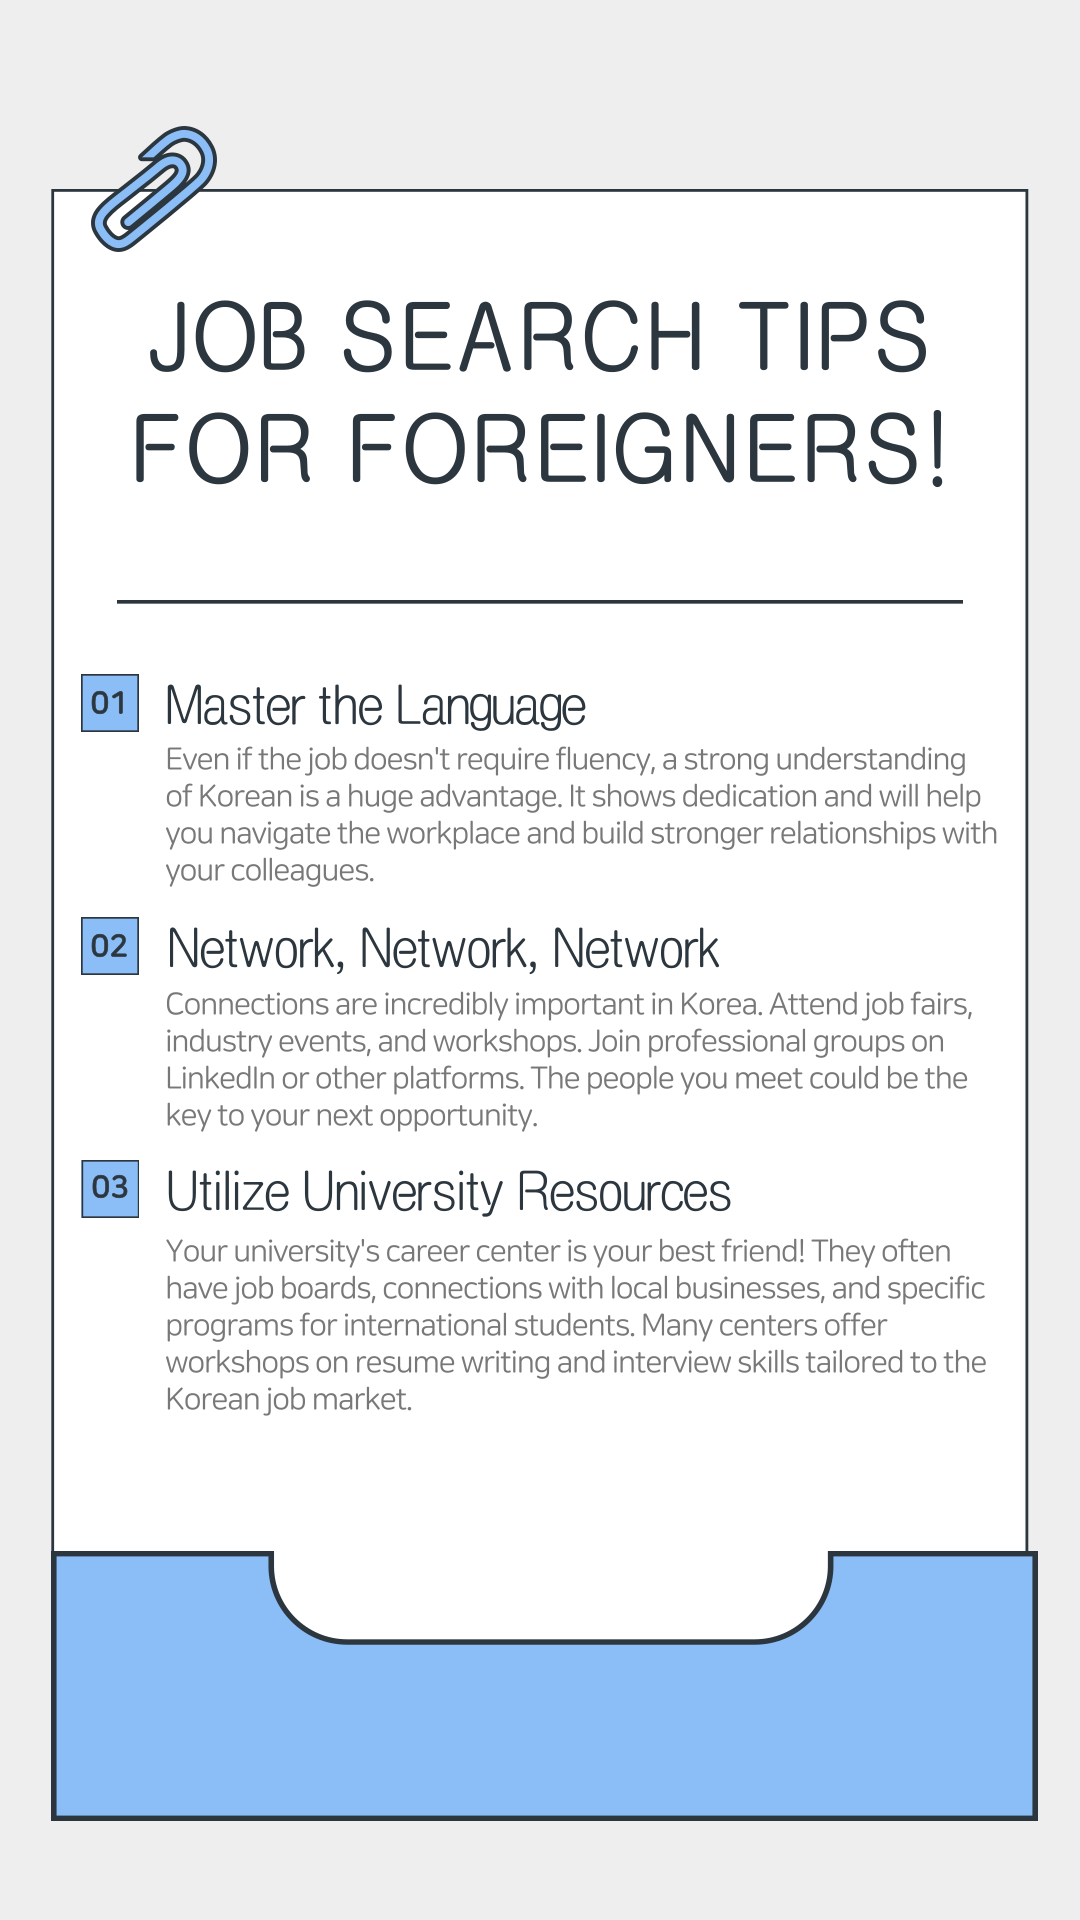 JOB SEARCH TIPS
FOR FOREIGNERS!
01
Master the Language
Even if the job doesn't require fluency, a strong understanding
of Korean is a huge advantage. It shows dedication and will help
you navigate the workplace and build stronger relationships with
your colleagues.
02
Network, Network, Network
Connections are incredibly important in Korea. Attend job fairs,
industry events, and workshops. Join professional groups on
LinkedIn or other platforms. The people you meet could be the
key to your next opportunity.
03
Utilize University Resources
Your university's career center is your best friend! They often
have job boards, connections with local businesses, and specific
programs for international students. Many centers offer
workshops on resume writing and interview skills tailored to the
Korean job market.